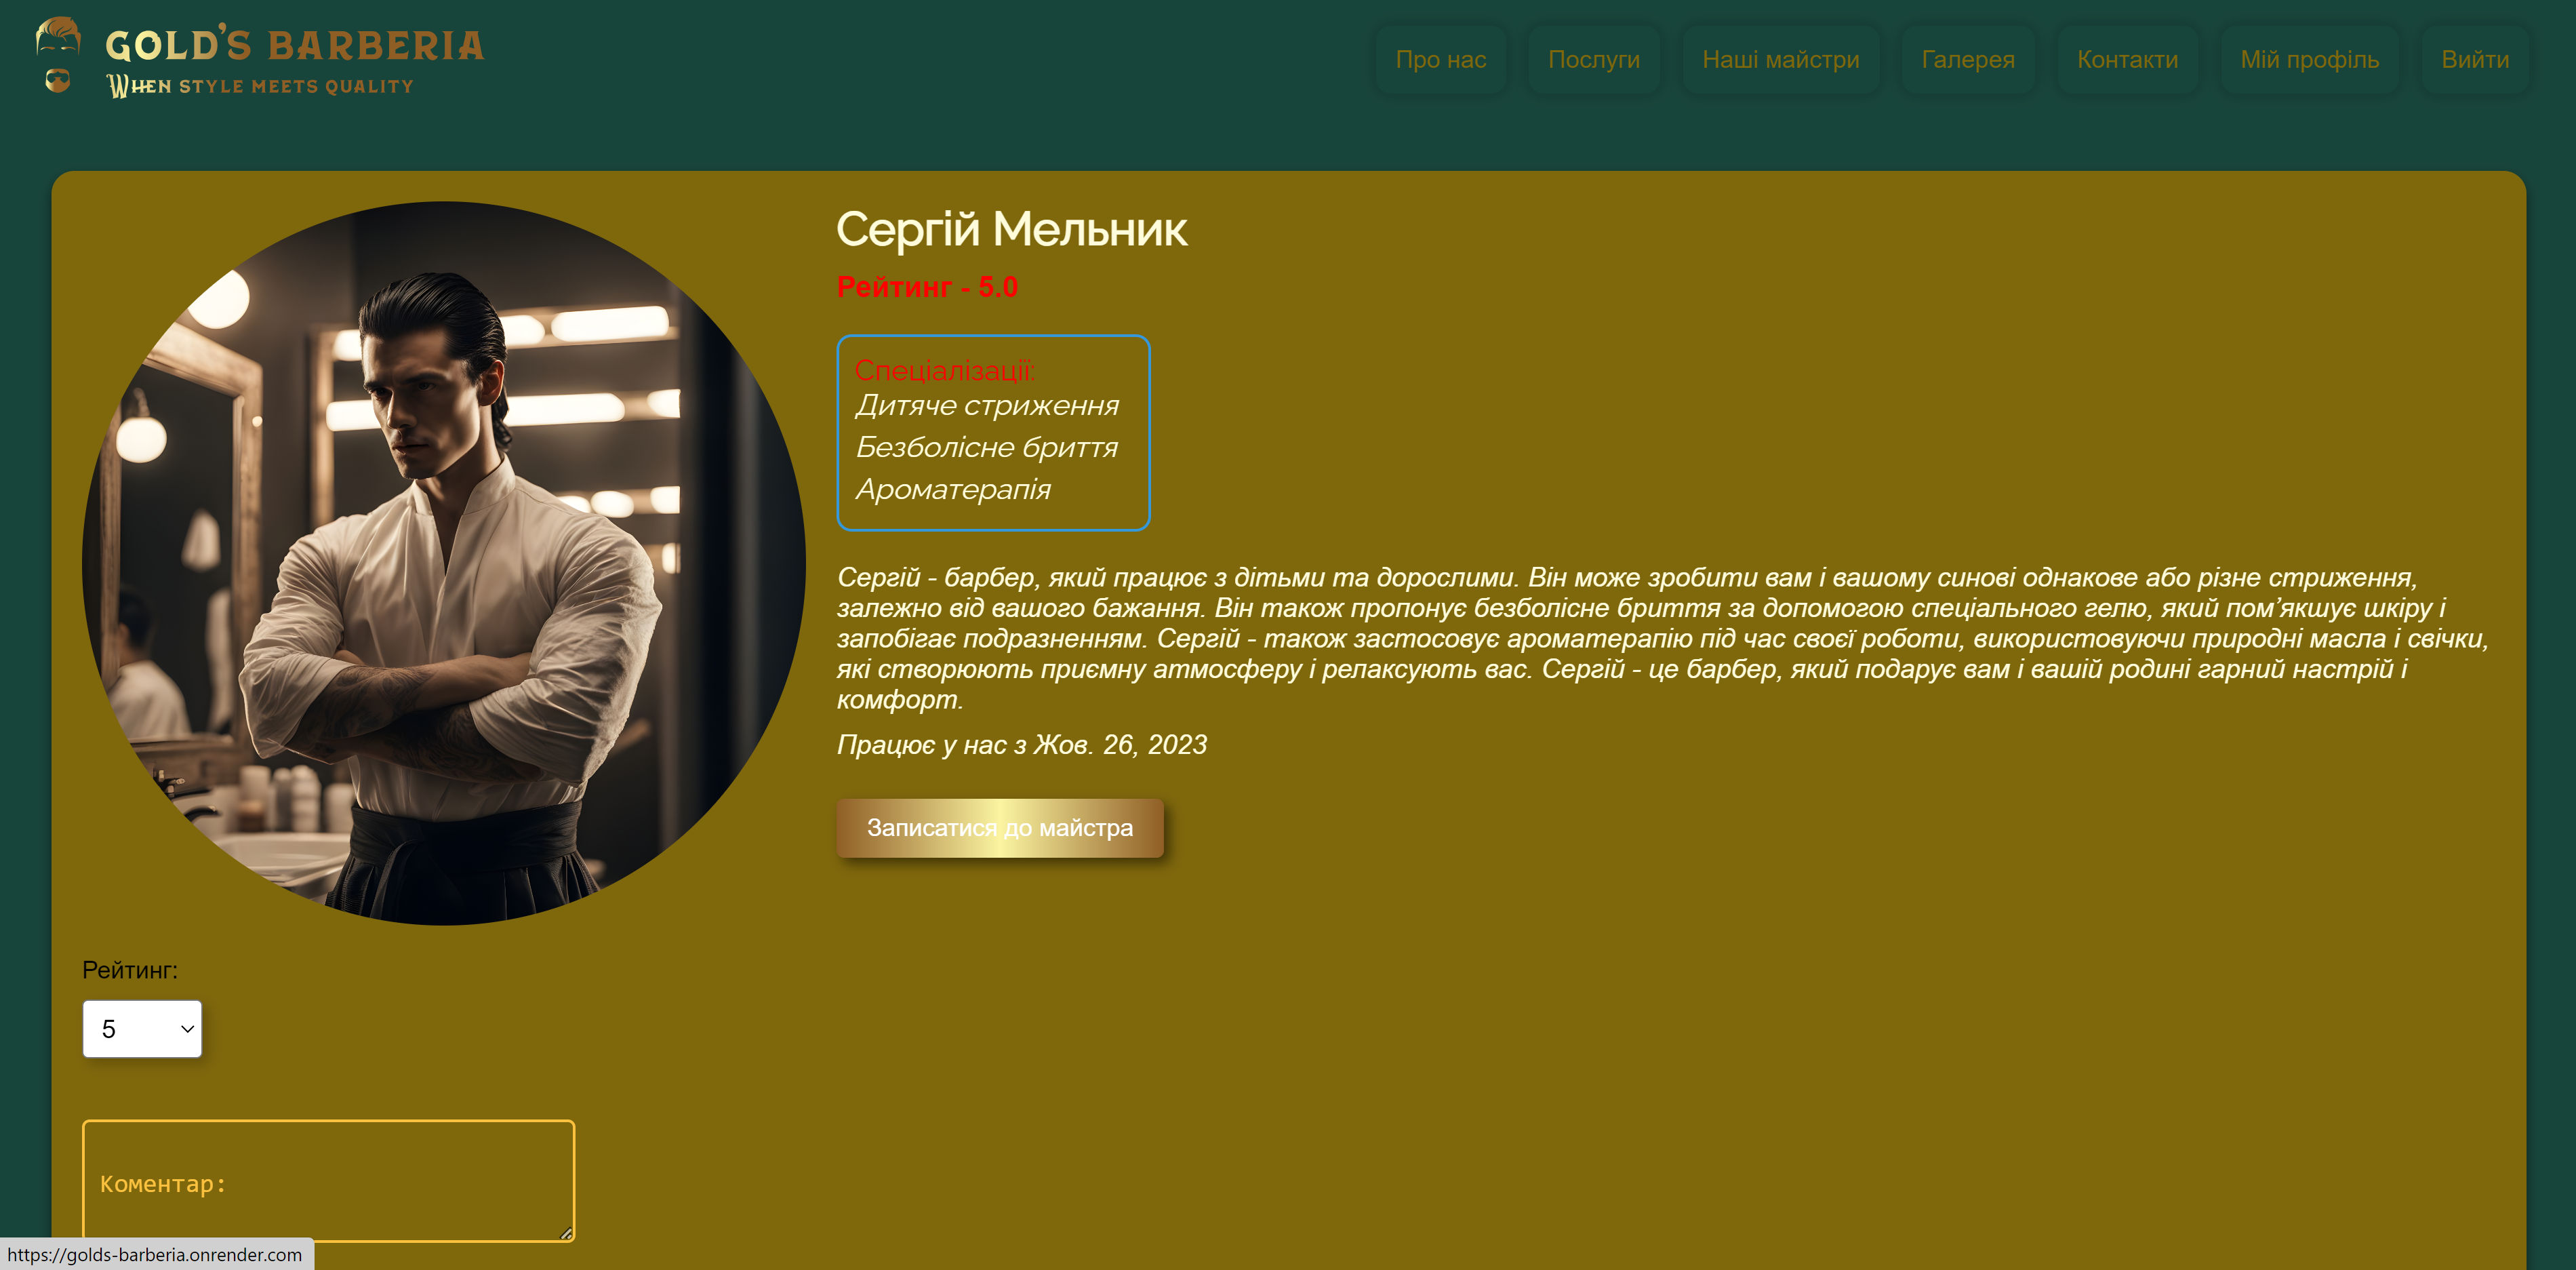 GOLD'S BARBERIA
WHEN STYLE MEETS QUALITY
Про нас Послуги Наші майстри Галерея Контакти Мій профіль Вийти
Сергій Мельник
Рейтинг - 5.0
Спеціалізації:
Дитяче стриження
Безболісне бриття
Ароматерапія
Сергій - барбер, який працює з дітьми та дорослими. Він може зробити вам і вашому синові однакове або різне стриження,
залежно від вашого бажання. Він також пропонує безболісне бриття за допомогою спеціального гелю, який пом’якшує шкіру і
запобігає подразненням. Сергій - також застосовує ароматерапію під час своєї роботи, використовуючи природні масла і свічки,
які створюють приємну атмосферу і релаксують вас. Сергій - це барбер, який подарує вам і вашій родині гарний настрій і
комфорт.
Працює у нас з Жов. 26, 2023
Записатися до майстра
Рейтинг:
5
Коментар:
https://golds-barberia.onrender.com